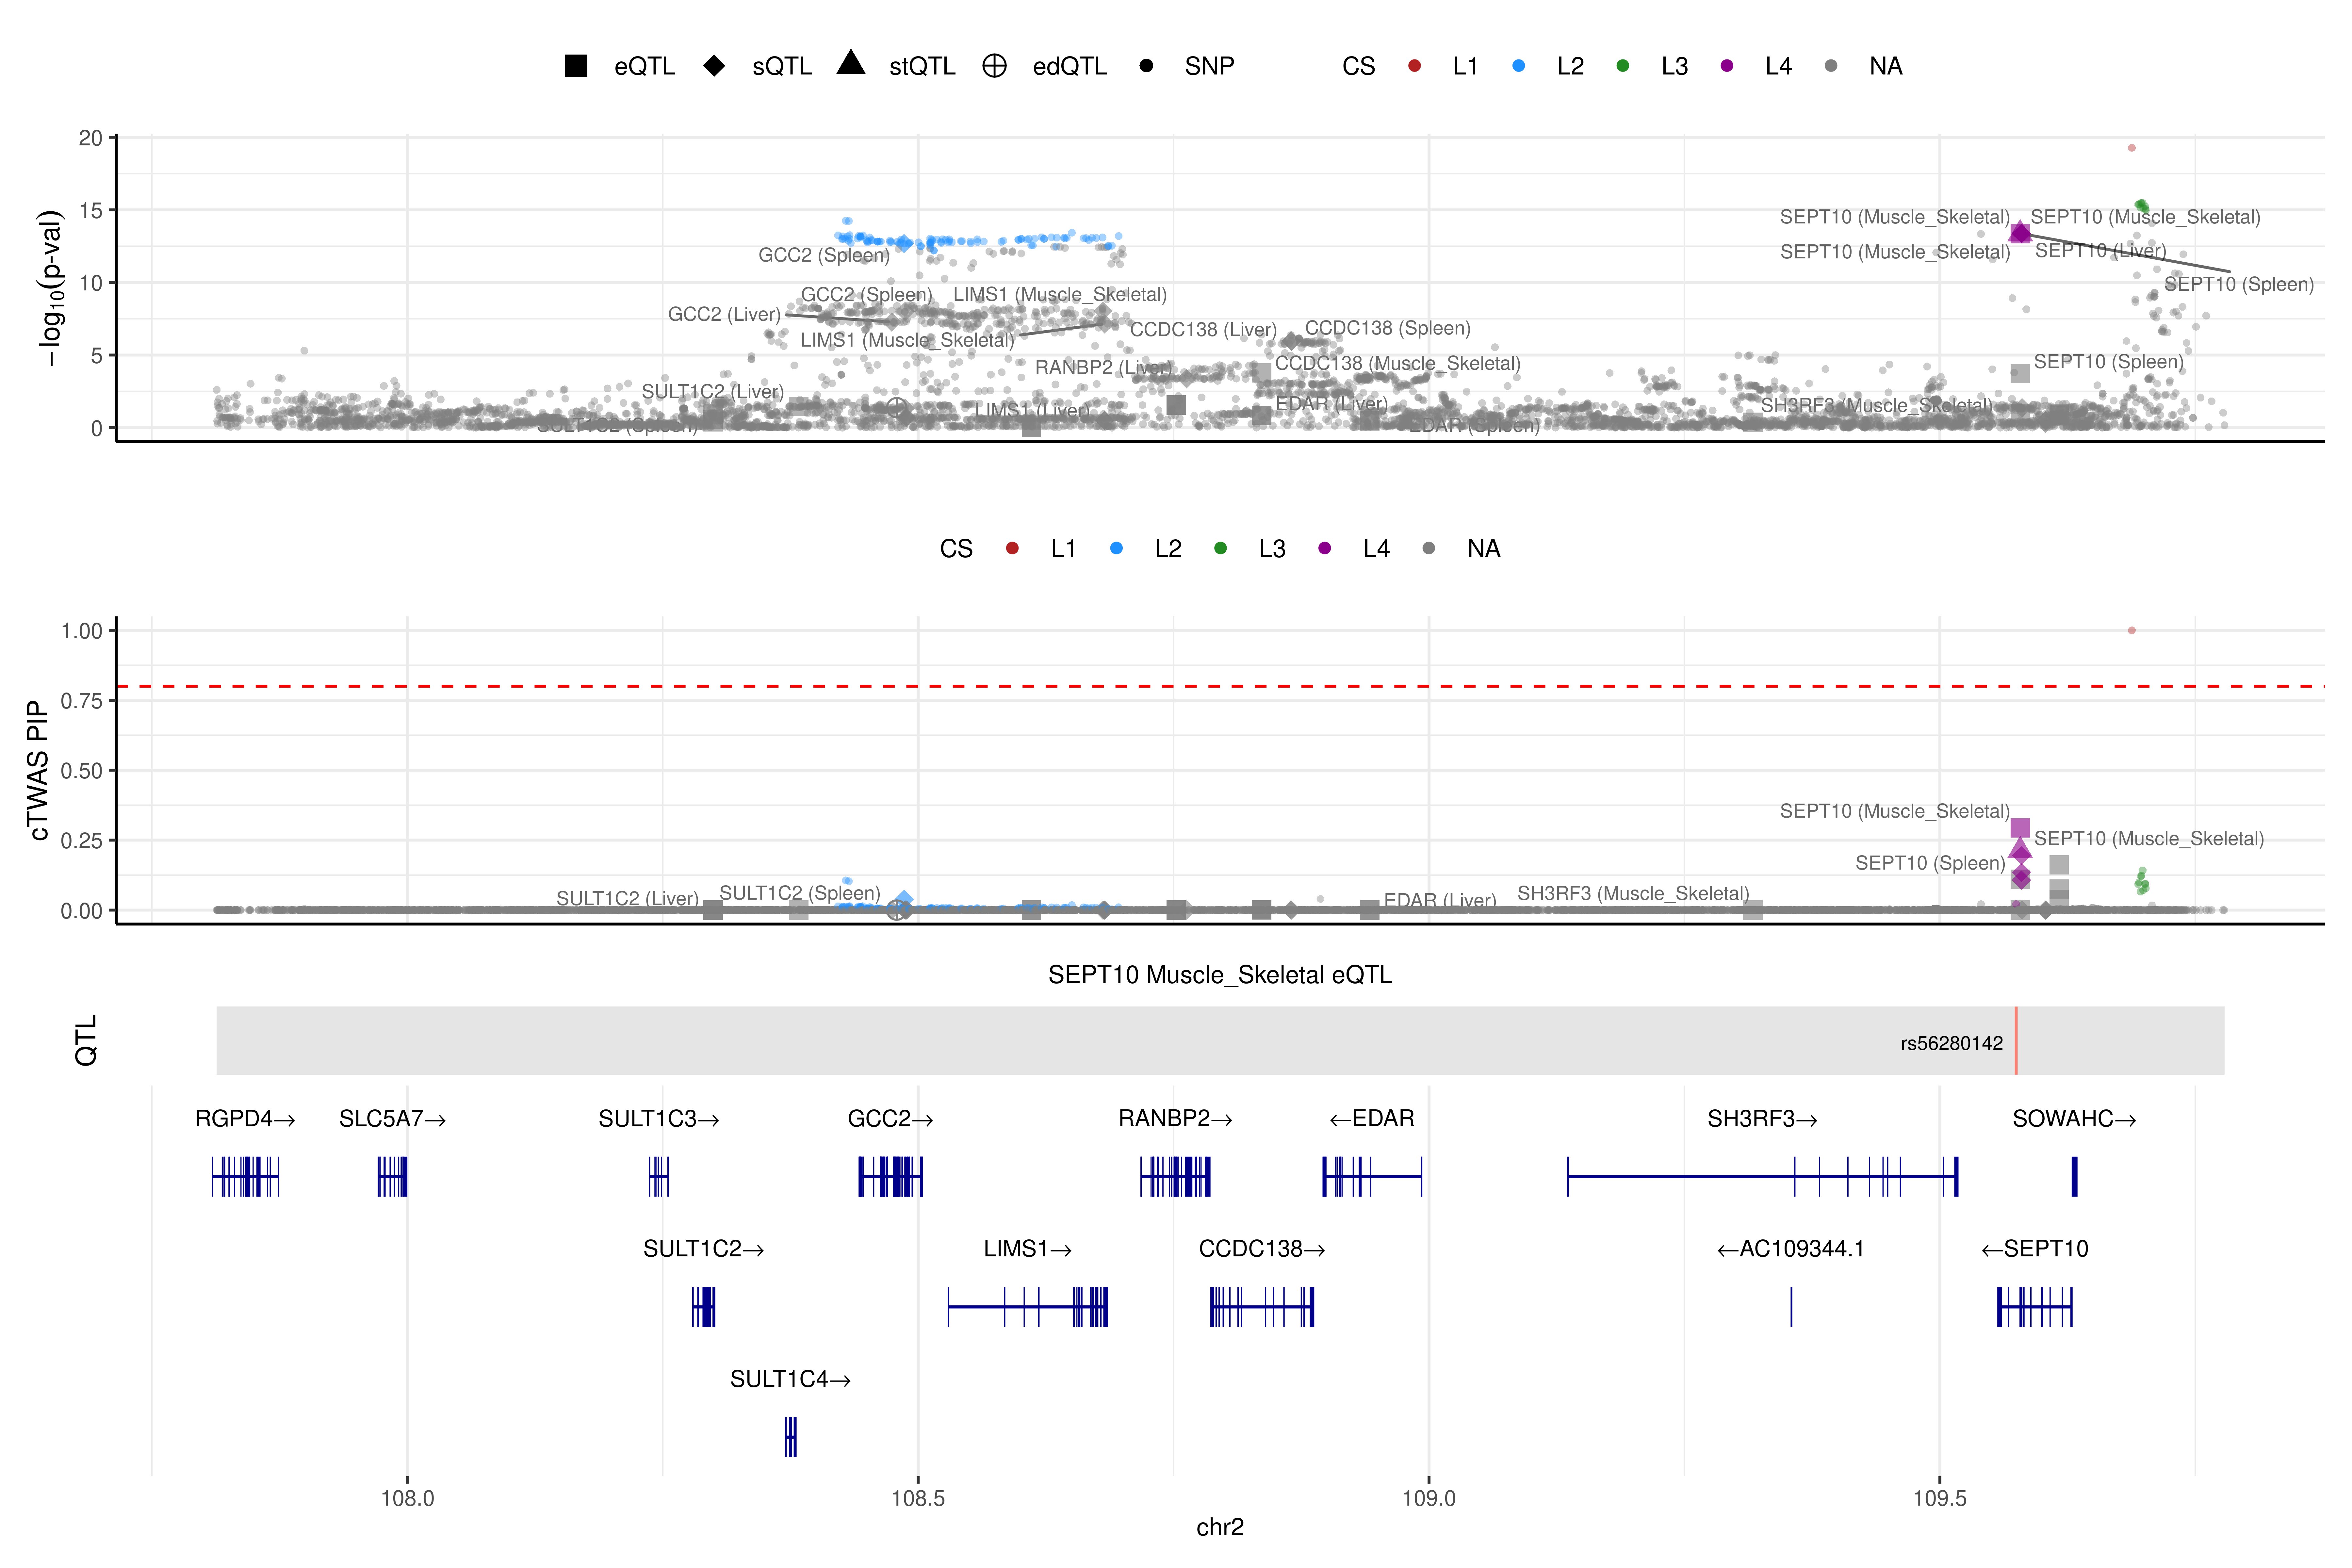 eQTL sQTL stQTL edQTL SNP CS L1 L2 L3 L4 NA
20
15
10
5
0
−log10(p-val)
SEPT10 (Muscle_Skeletal)
SEPT10 (Muscle_Skeletal)
SEPT10 (Muscle_Skeletal)
SEPT10 (Liver)
SEPT10 (Spleen)
GCC2 (Spleen)
GCC2 (Spleen)
LIMS1 (Muscle_Skeletal)
GCC2 (Liver)
LIMS1 (Muscle_Skeletal)
CCDC138 (Liver)
CCDC138 (Spleen)
RANBP2 (Liver)
CCDC138 (Muscle_Skeletal)
SEPT10 (Spleen)
SULT1C2 (Liver)
LIMS1 (Liver)
EDAR (Liver)
SH3RF3 (Muscle_Skeletal)
SULT1C2 (Spleen)
EDAR (Spleen)
CS L1 L2 L3 L4 NA
1.00
0.75
0.50
0.25
0.00
cTWAS PIP
SEPT10 (Muscle_Skeletal)
SEPT10 (Muscle_Skeletal)
SEPT10 (Spleen)
SULT1C2 (Liver)
SULT1C2 (Spleen)
EDAR (Liver)
SH3RF3 (Muscle_Skeletal)
SEPT10 Muscle_Skeletal eQTL
QTL
rs56280142
RGPD4→ SLC5A7→ SULT1C3→ GCC2→ RANBP2→ ←EDAR SH3RF3→ SOWAHC→
SULT1C2→ LIMS1→ CCDC138→ ←AC109344.1 ←SEPT10
SULT1C4→
108.0 108.5 109.0 109.5
chr2